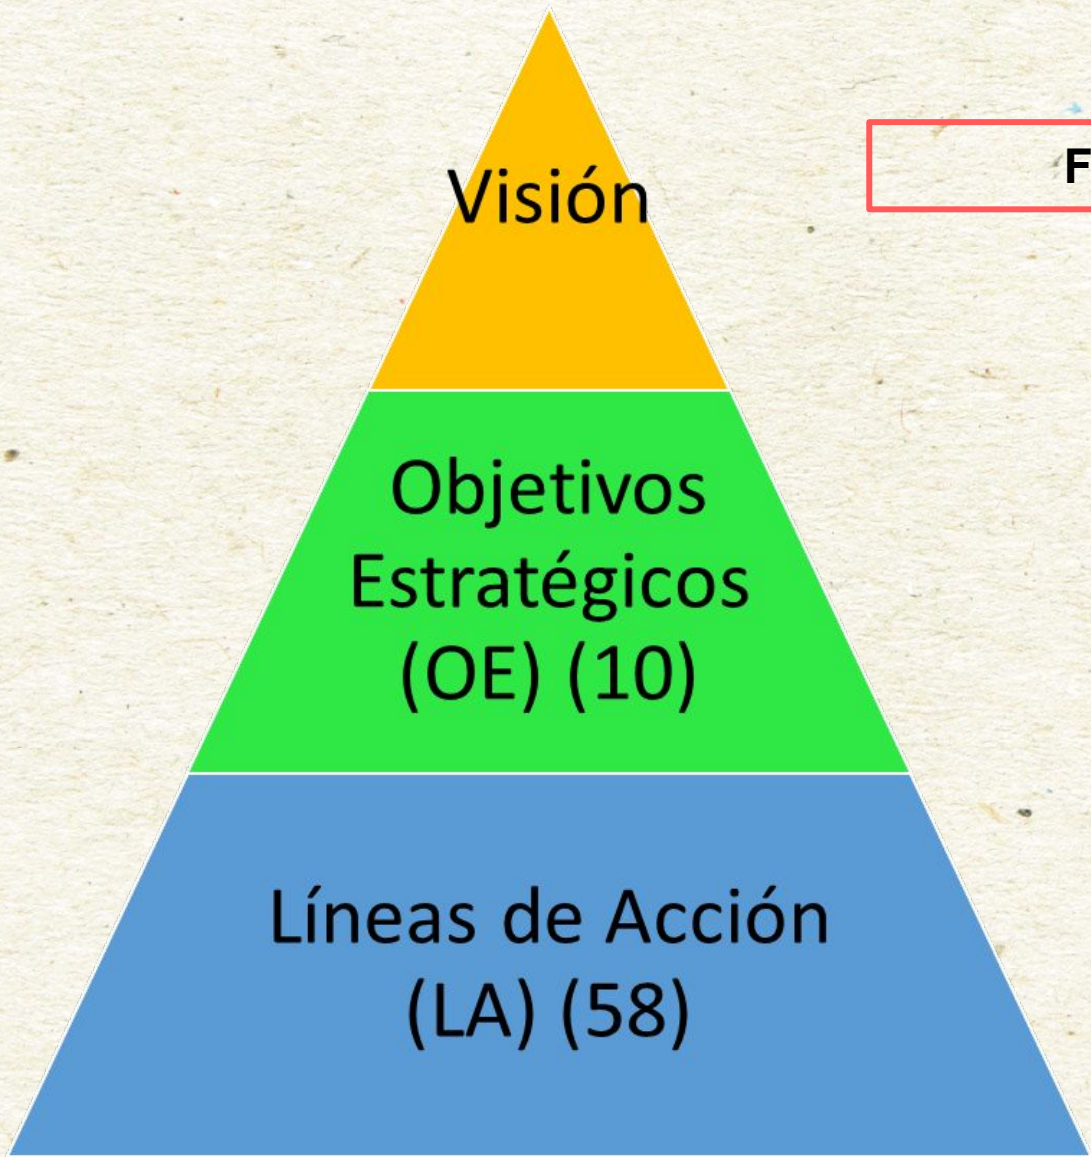 Visión
F
Objetivos
Estratégicos
(OE) (10)
Líneas de Acción
(LA) (58)